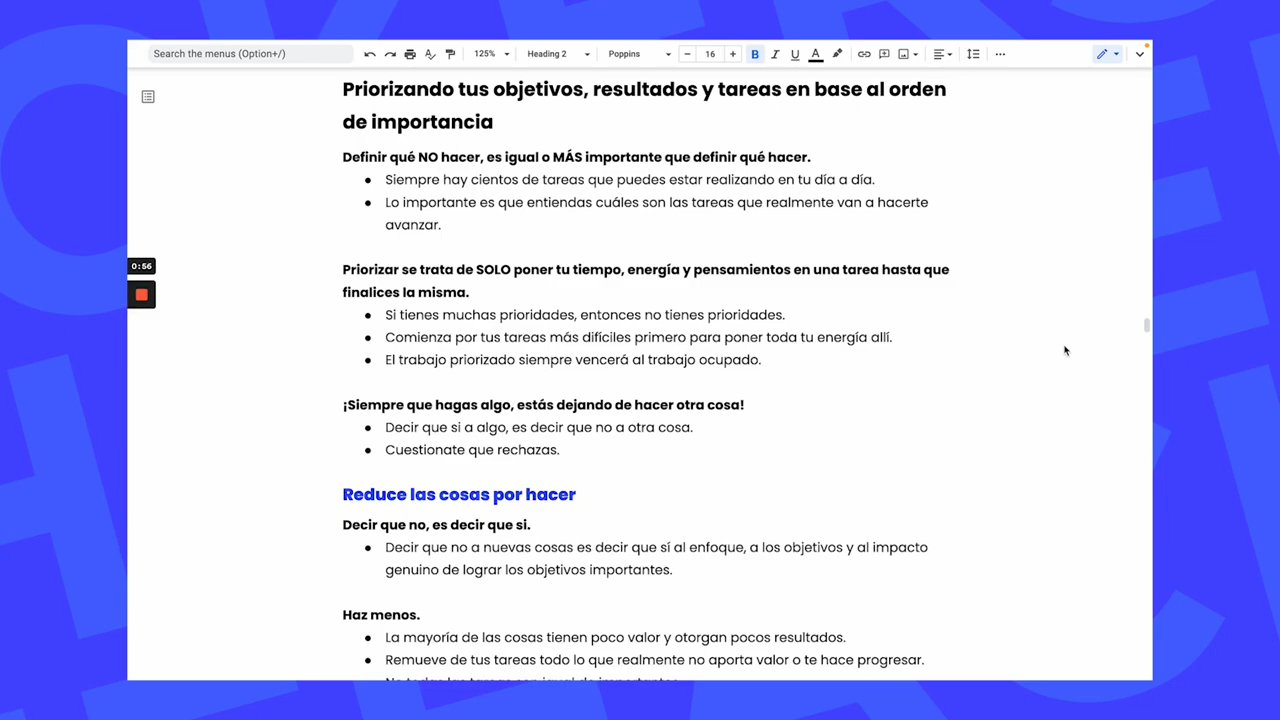 Search the menus (Option+/)
125%
Heading 2
Poppins
16
B
I
U
A
Priorizando tus objetivos, resultados y tareas en base al orden
de importancia
Definir qué NO hacer, es igual o MÁS importante que definir qué hacer.
● Siempre hay cientos de tareas que puedes estar realizando en tu día a día.
● Lo importante es que entiendas cuáles son las tareas que realmente van a hacerte
avanzar.
0:56
Priorizar se trata de SOLO poner tu tiempo, energía y pensamientos en una tarea hasta que
finalices la misma.
● Si tienes muchas prioridades, entonces no tienes prioridades.
● Comienza por tus tareas más difíciles primero para poner toda tu energía allí.
● El trabajo priorizado siempre vencerá al trabajo ocupado.
¡Siempre que hagas algo, estás dejando de hacer otra cosa!
● Decir que si a algo, es decir que no a otra cosa.
● Cuestionate que rechazas.
Reduce las cosas por hacer
Decir que no, es decir que si.
● Decir que no a nuevas cosas es decir que sí al enfoque, a los objetivos y al impacto
genuino de lograr los objetivos importantes.
Haz menos.
● La mayoría de las cosas tienen poco valor y otorgan pocos resultados.
● Remueve de tus tareas todo lo que realmente no aporta valor o te hace progresar.